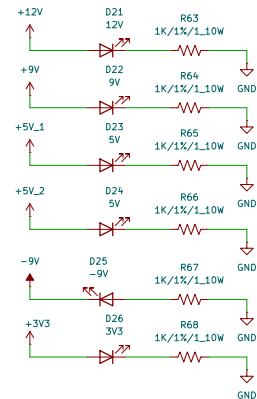 +12V
D21
12V
R63
1K/1%/1_10W
GND
+9V
D22
9V
R64
1K/1%/1_10W
GND
+5V_1
D23
5V
R65
1K/1%/1_10W
GND
+5V_2
D24
5V
R66
1K/1%/1_10W
GND
-9V
D25
-9V
R67
1K/1%/1_10W
GND
+3V3
D26
3V3
R68
1K/1%/1_10W
GND